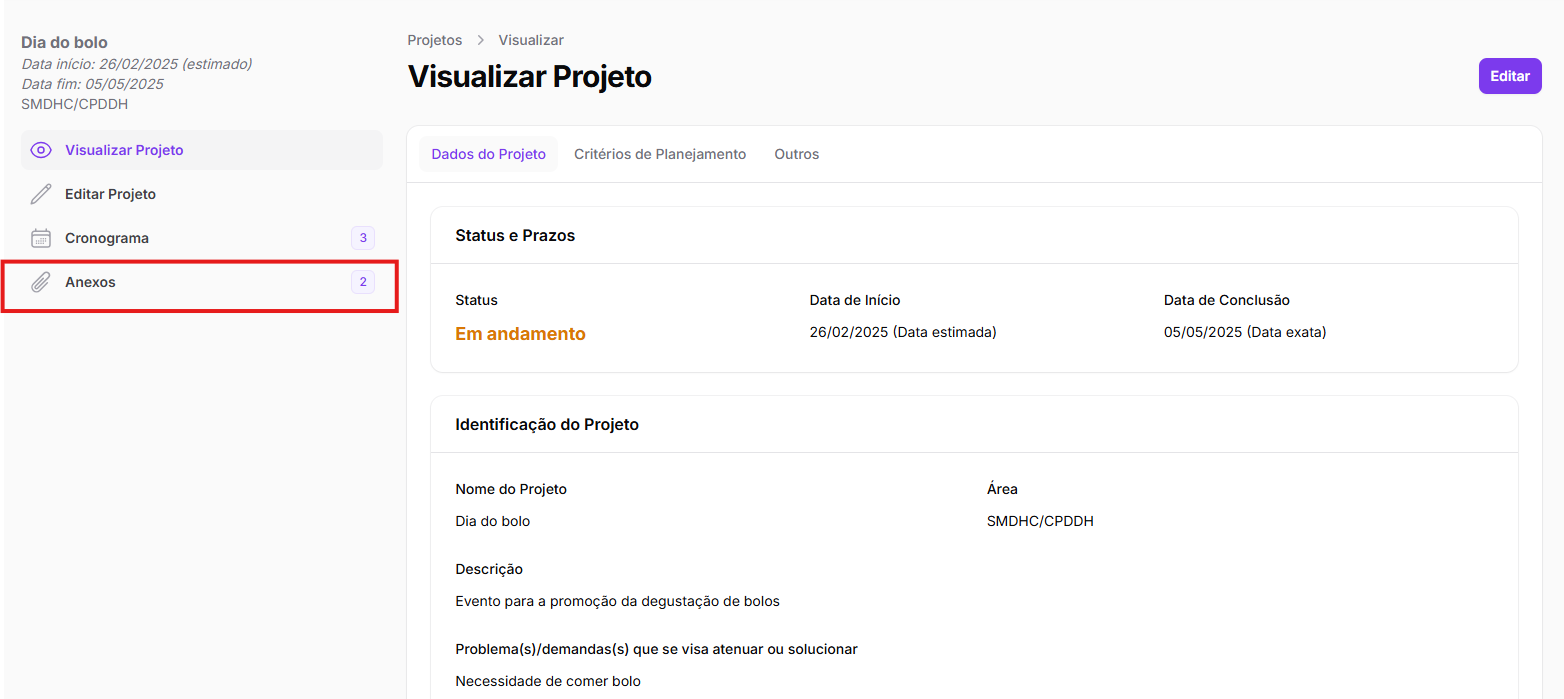 Dia do bolo
Data início: 26/02/2025 (estimado)
Data fim: 05/05/2025
SMDHC/CPDDH
Visualizar Projeto
Editar Projeto
Cronograma 3
Anexos 2
Projetos > Visualizar
Visualizar Projeto
Editar
Dados do Projeto Critérios de Planejamento Outros
Status e Prazos
Status Data de Início Data de Conclusão
Em andamento 26/02/2025 (Data estimada) 05/05/2025 (Data exata)
Identificação do Projeto
Nome do Projeto Área
Dia do bolo SMDHC/CPDDH
Descrição
Evento para a promoção da degustação de bolos
Problema(s)/demandas(s) que se visa atenuar ou solucionar
Necessidade de comer bolo